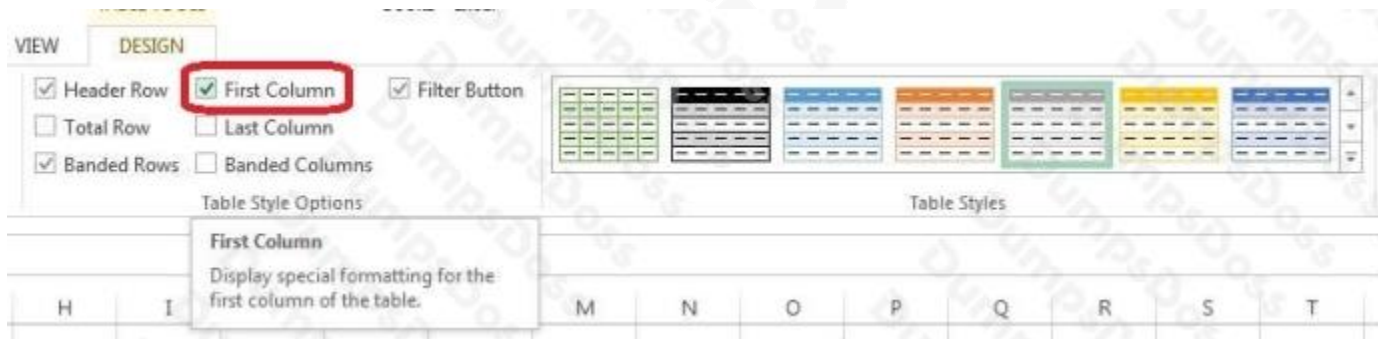 VIEW DESIGN
Header Row First Column Filter Button
Total Row Last Column
Banded Rows Banded Columns
Table Style Options Table Styles
First Column
Display special formatting for the
first column of the table.
H I M N O P Q R S T
DumpsDoss